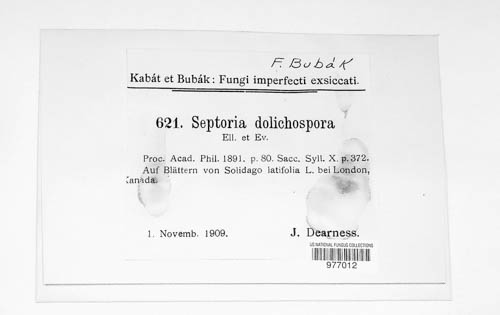 F. Bubák
Kabát et Bubák: Fungi imperfecti exsiccati.
621. Septoria dolichospora
Ell. et Ev.
Proc. Acad. Phil. 1891. p. 80. Sacc. Syll. X. p. 372.
Auf Blättern von Solidago latifolia L. bei London,
Kanada.
1. Novemb. 1909. J. Dearness.
US NATIONAL FUNGUS COLLECTIONS
977012